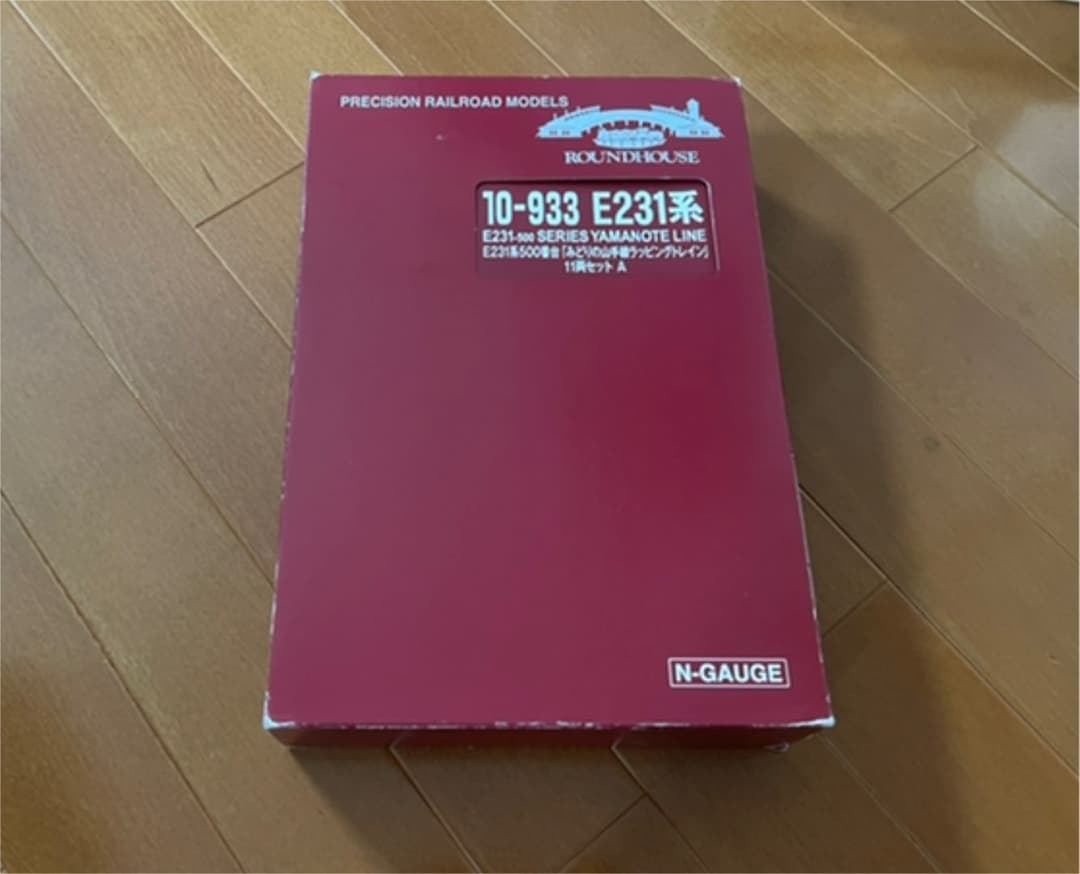 PRECISION RAILROAD MODELS
ROUNDHOUSE
10-933 E231系
E231-500 SERIES YAMANOTE LINE
E231系500番台「みどりの山手線ラッピングトレイン」
11両セット A
N-GAUGE